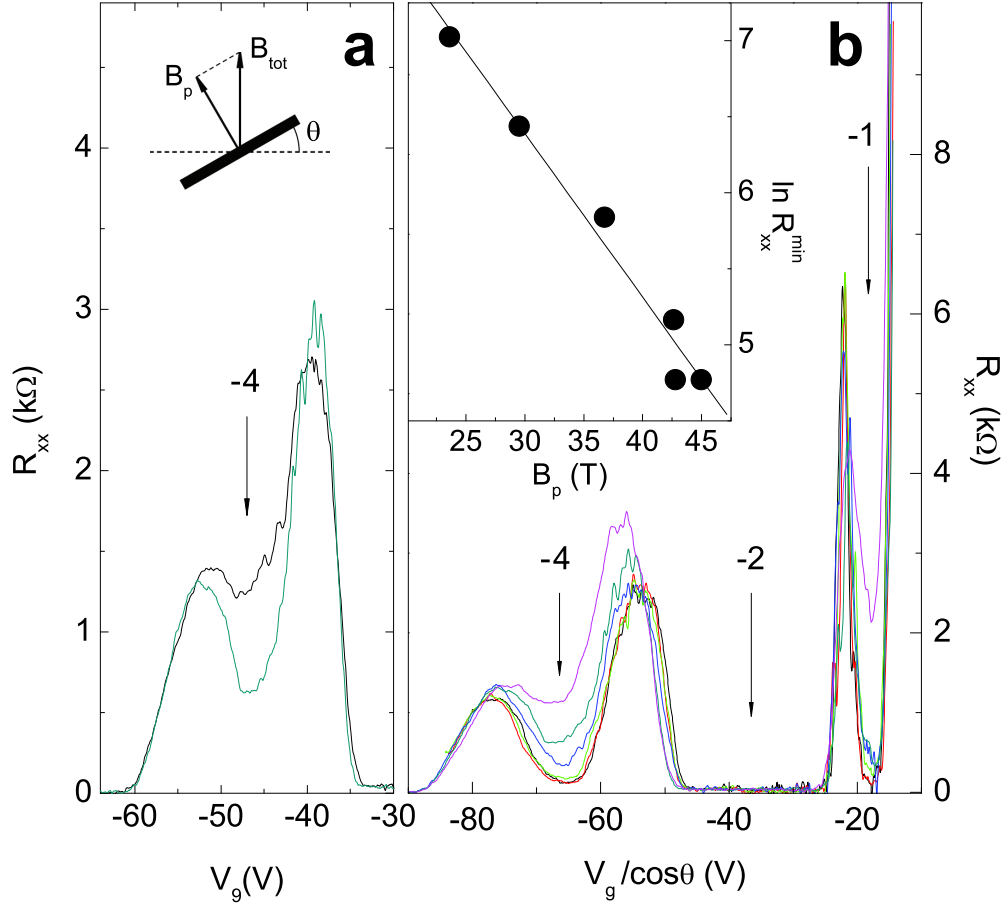 a
B_p
B_tot
θ
-4
R_xx (kΩ)
4
3
2
1
0
-60 -50 -40 -30
V_9(V)
b
7
6
5
ln R_xx^min
25 30 35 40 45
B_p (T)
-1
-4
-2
8
6
4
2
0
R_xx (kΩ)
-80 -60 -40 -20
V_g/cosθ (V)